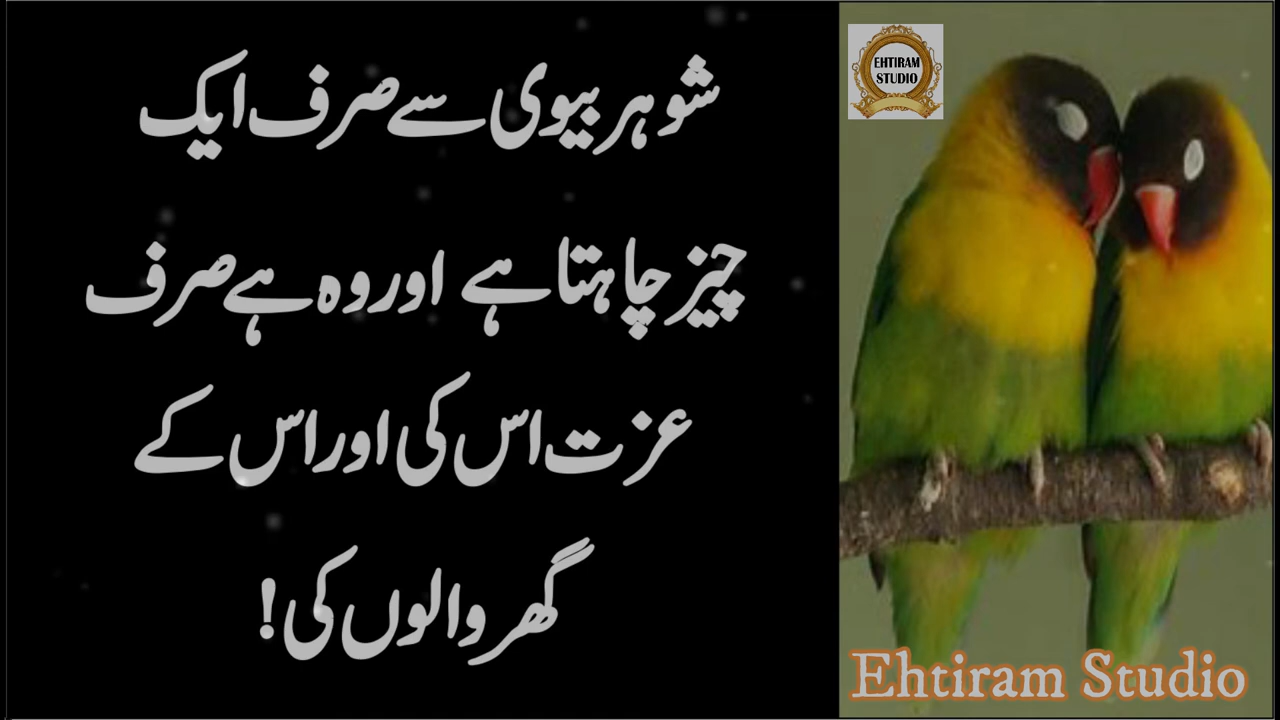 شوہر بیوی سے صرف ایک
چیز چاہتا ہے اور وہ ہے صرف
عزت اس کی اور اس کے
گھر والوں کی!
EHTIRAM
STUDIO
Ehtiram Studio